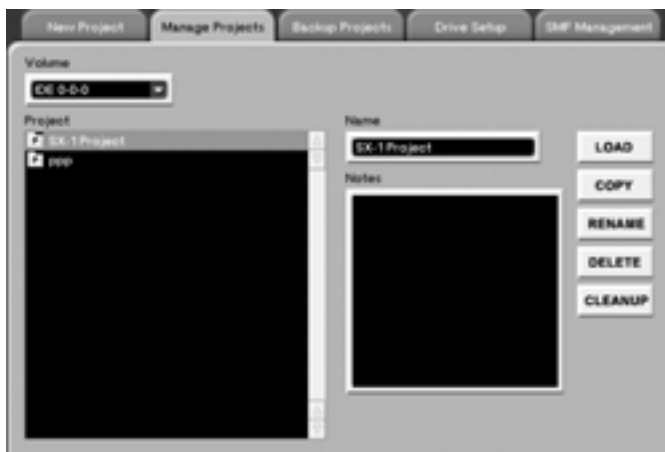 New Project
Manage Projects
Backup Projects
Drive Setup
SMF Management
Volume
IDE 0-0-0
Project
SX-1 Project
ppp
Name
SX-1 Project
Notes
LOAD
COPY
RENAME
DELETE
CLEANUP